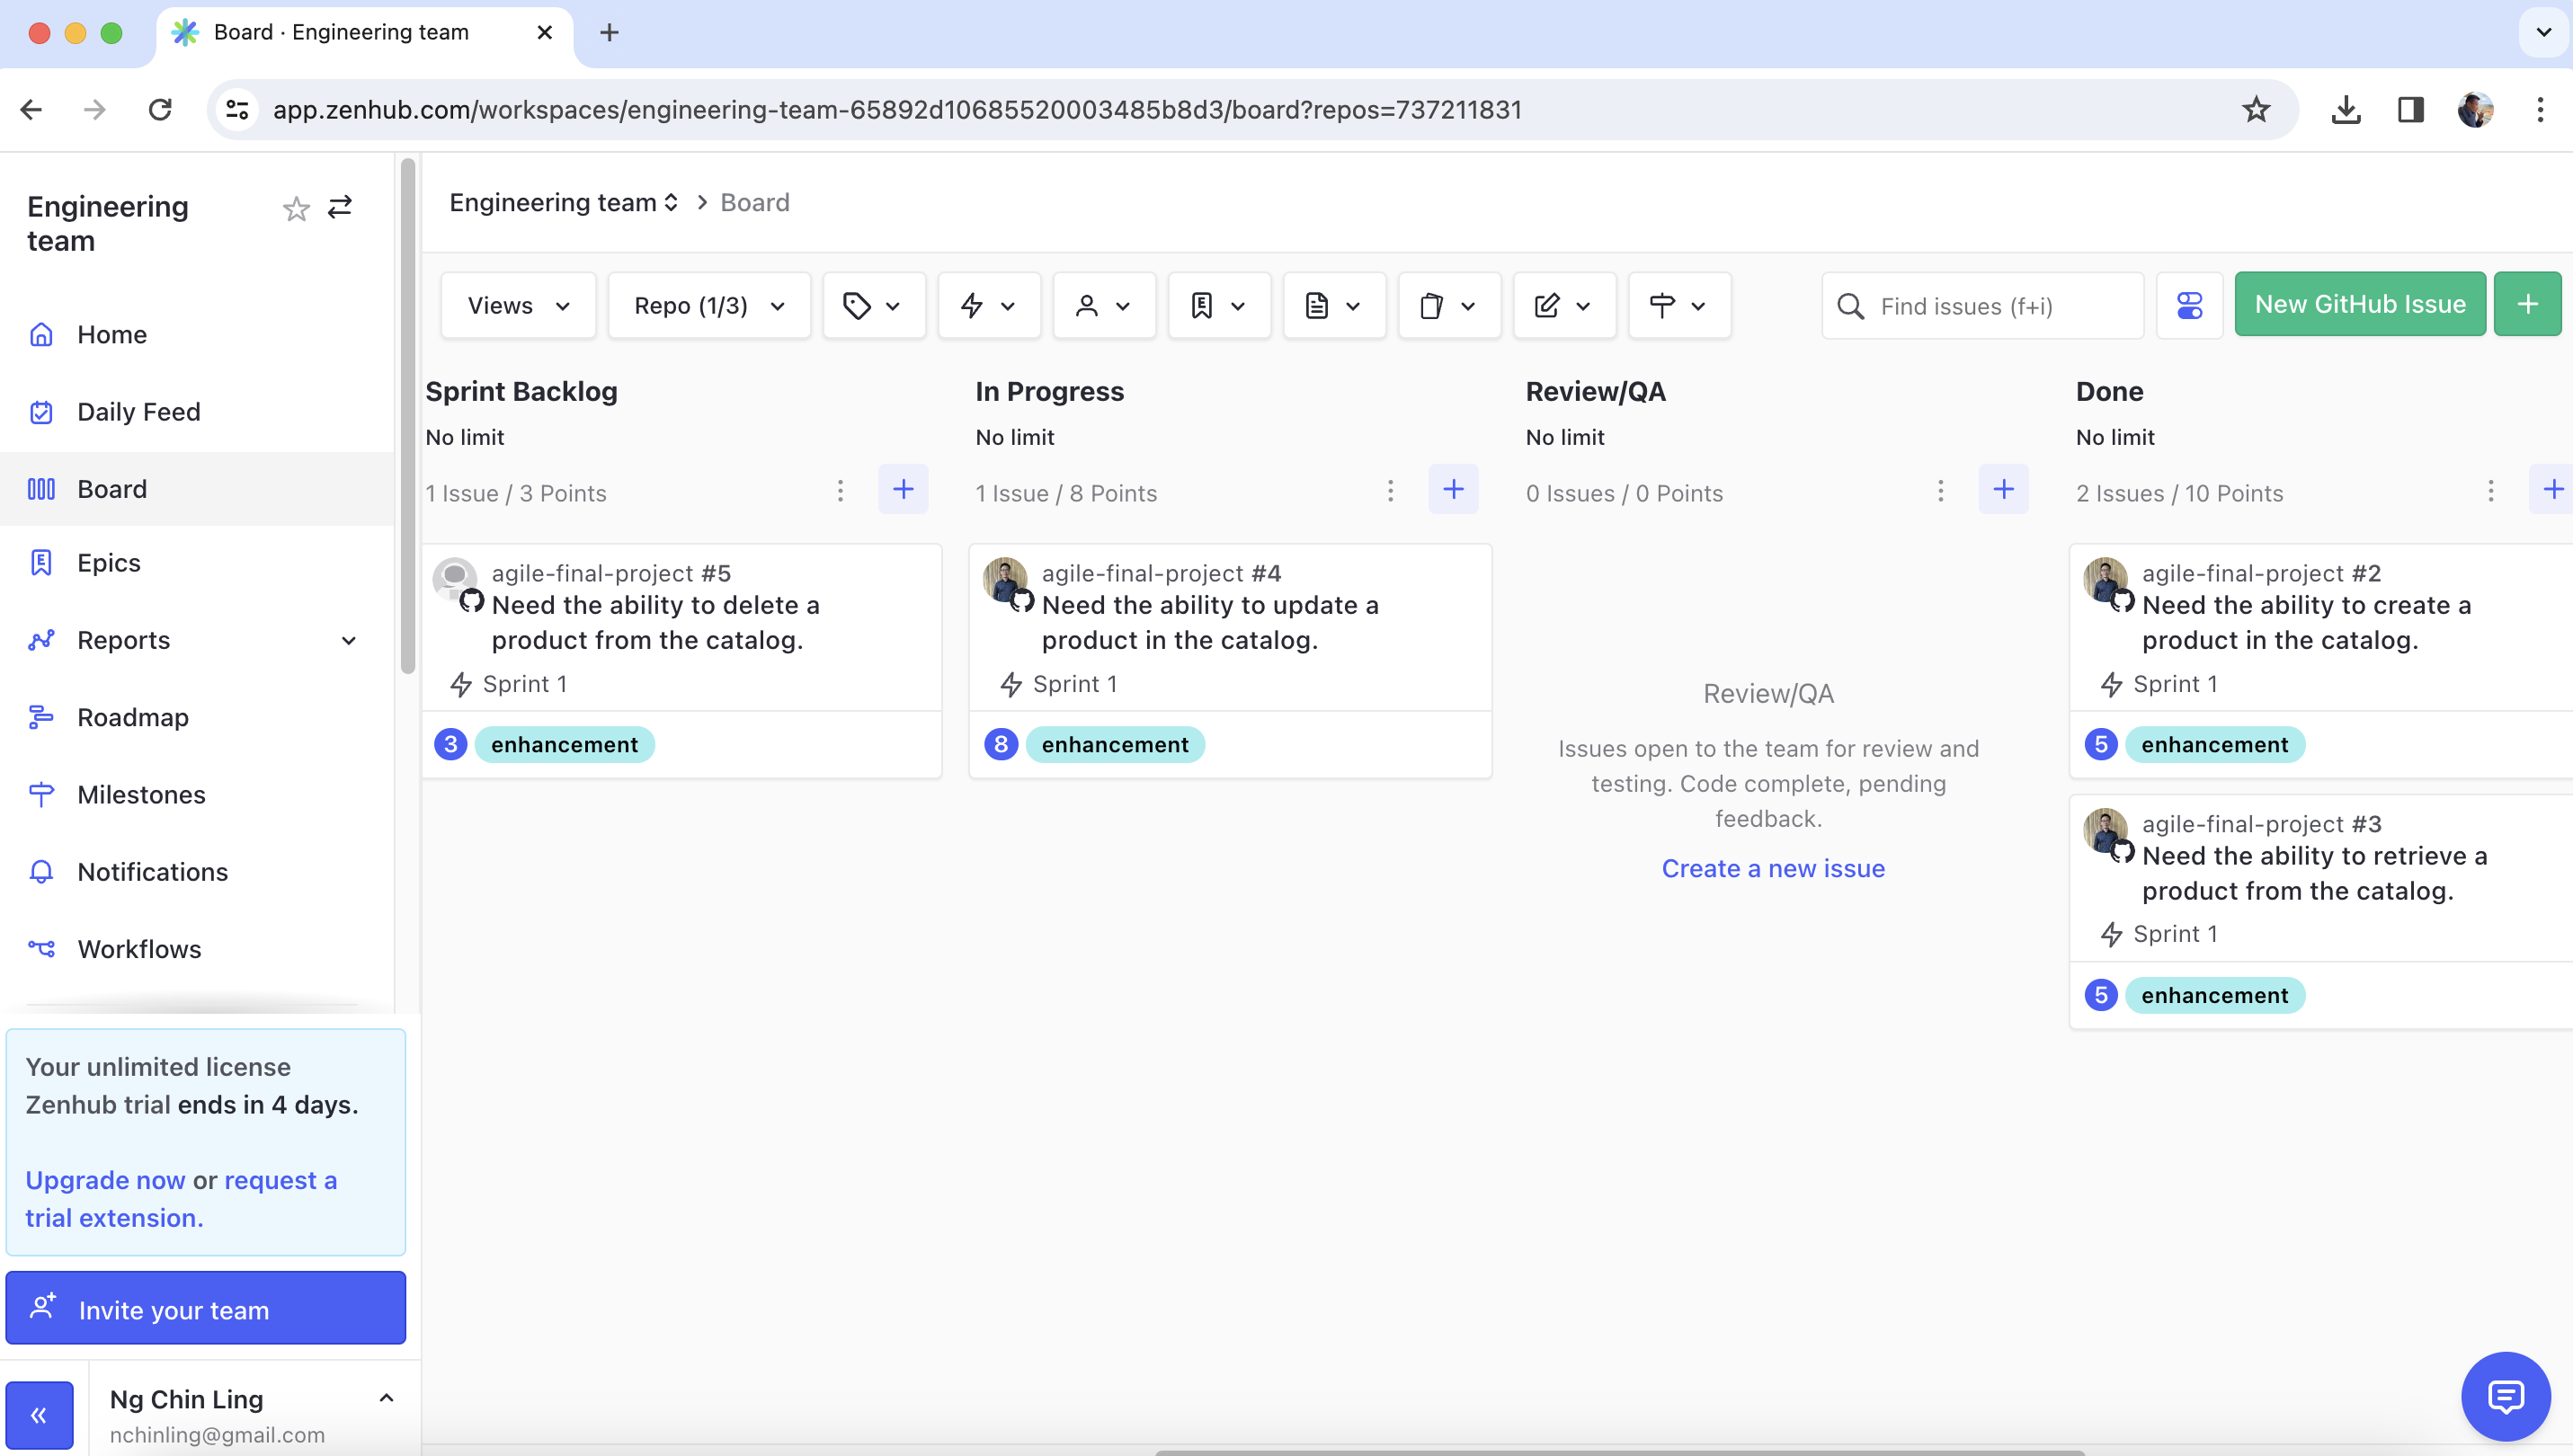 Board · Engineering team
app.zenhub.com/workspaces/engineering-team-65892d10685520003485b8d3/board?repos=737211831
Engineering
team
Home
Daily Feed
Board
Epics
Reports
Roadmap
Milestones
Notifications
Workflows
Your unlimited license
Zenhub trial ends in 4 days.
Upgrade now or request a
trial extension.
Invite your team
Ng Chin Ling
nchinling@gmail.com
Engineering team > Board
Views
Repo (1/3)
Find issues (f+i)
New GitHub Issue
Sprint Backlog
No limit
1 Issue / 3 Points
agile-final-project #5
Need the ability to delete a
product from the catalog.
Sprint 1
3 enhancement
In Progress
No limit
1 Issue / 8 Points
agile-final-project #4
Need the ability to update a
product in the catalog.
Sprint 1
8 enhancement
Review/QA
No limit
0 Issues / 0 Points
Review/QA
Issues open to the team for review and
testing. Code complete, pending
feedback.
Create a new issue
Done
No limit
2 Issues / 10 Points
agile-final-project #2
Need the ability to create a
product in the catalog.
Sprint 1
5 enhancement
agile-final-project #3
Need the ability to retrieve a
product from the catalog.
Sprint 1
5 enhancement